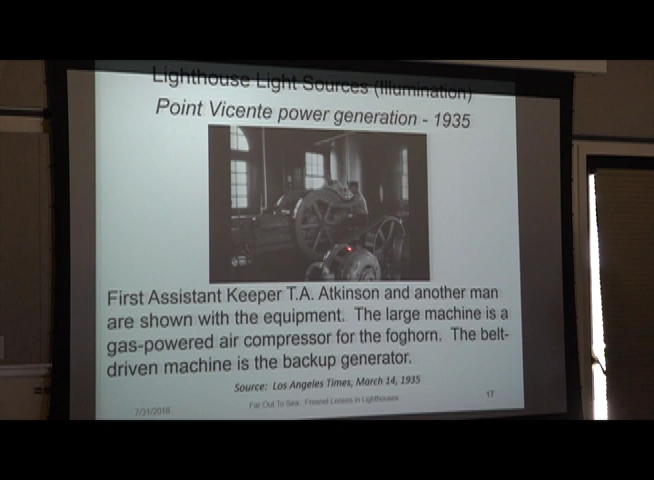 Lighthouse Light Sources (Illumination)
Point Vicente power generation - 1935
First Assistant Keeper T.A. Atkinson and another man
are shown with the equipment. The large machine is a
gas-powered air compressor for the foghorn. The belt-
driven machine is the backup generator.
Source: Los Angeles Times, March 14, 1935
7/31/2018
Far Out To Sea: Fresnel Lenses in Lighthouses
17